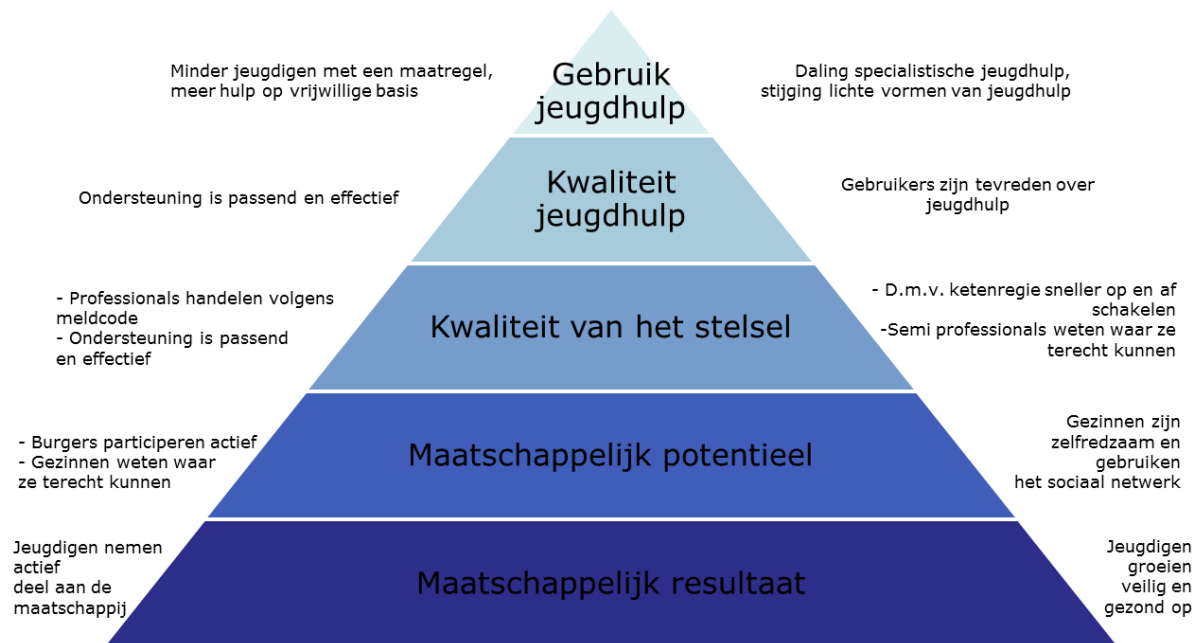 Minder jeugdigen met een maatregel,
meer hulp op vrijwillige basis
Gebruik
jeugdhulp
Daling specialistische jeugdhulp,
stijging lichte vormen van jeugdhulp
Ondersteuning is passend en effectief
Kwaliteit
jeugdhulp
Gebruikers zijn tevreden over
jeugdhulp
- Professionals handelen volgens
meldcode
- Ondersteuning is passend
en effectief
Kwaliteit van het stelsel
- D.m.v. ketenregie sneller op en af
schakelen
-Semi professionals weten waar ze
terecht kunnen
- Burgers participeren actief
- Gezinnen weten waar
ze terecht kunnen
Maatschappelijk potentieel
Gezinnen zijn
zelfredzaam en
gebruiken
het sociaal netwerk
Jeugdigen nemen
actief
deel aan de
maatschappij
Maatschappelijk resultaat
Jeugdigen
groeien
veilig en
gezond op